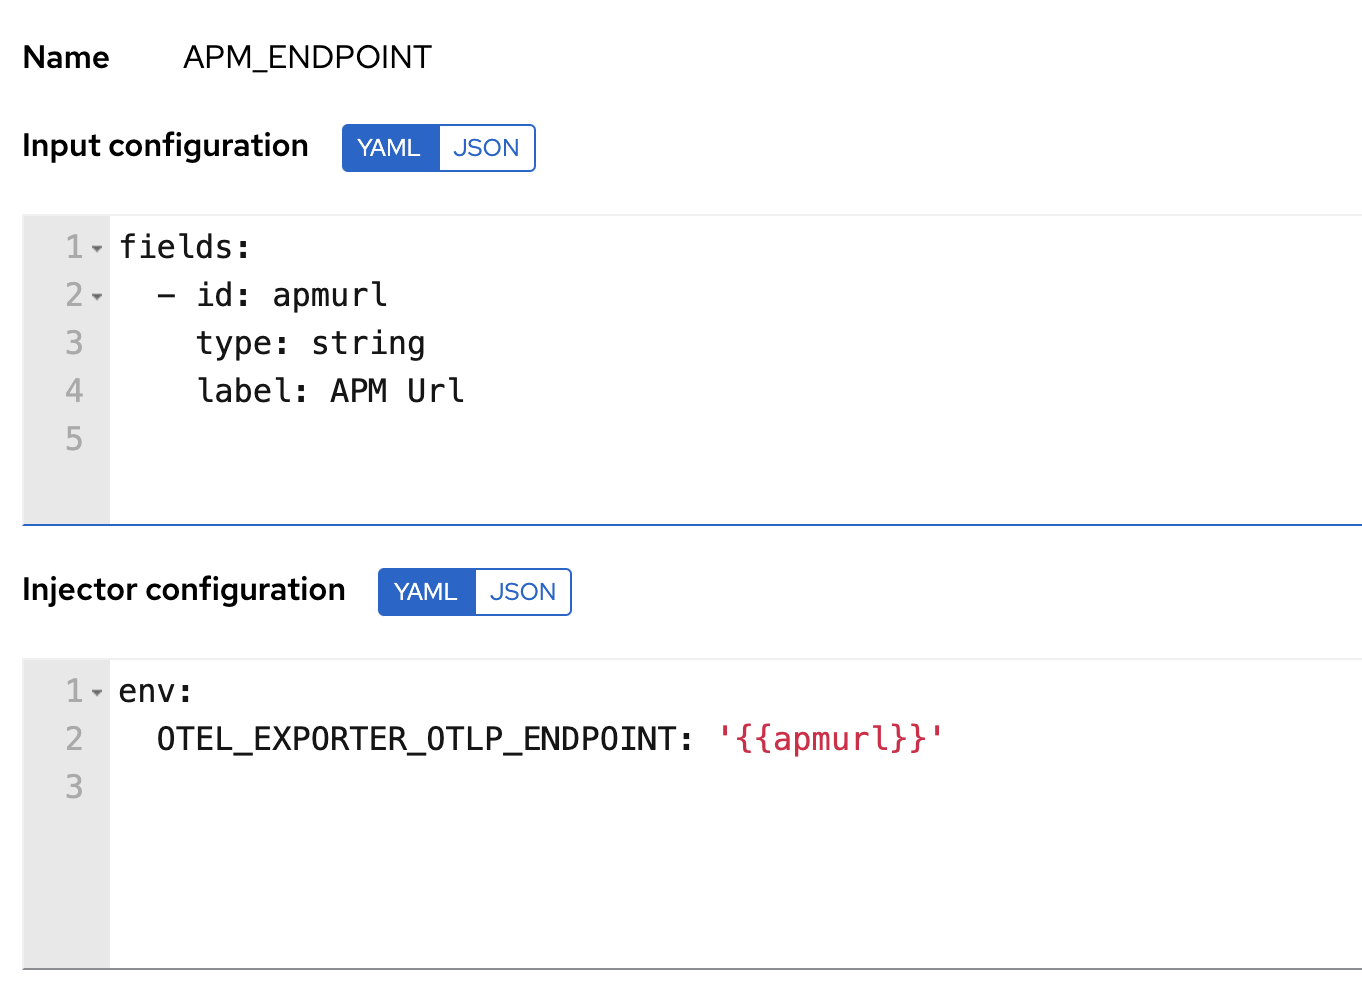 Name APM_ENDPOINT
Input configuration YAML JSON
1 fields:
2 - id: apmurl
3 type: string
4 label: APM Url
5
Injector configuration YAML JSON
1 env:
2 OTEL_EXPORTER_OTLP_ENDPOINT: '{{apmurl}}'
3